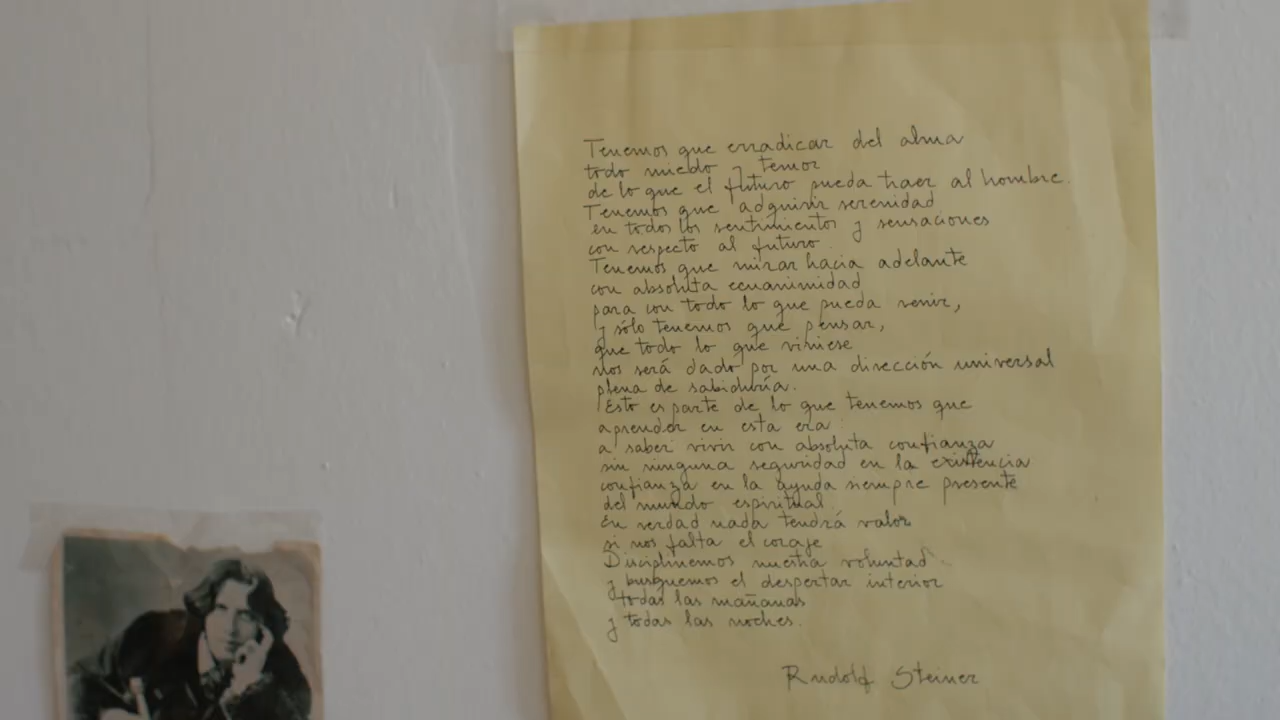 Tenemos que erradicar del alma
todo miedo y temor
de lo que el futuro pueda traer al hombre.
Tenemos que adquirir serenidad
en todos los sentimientos y sensaciones
con respecto al futuro.
Tenemos que mirar hacia adelante
con absoluta ecuanimidad
para con todo lo que pueda venir,
y sólo tenemos que pensar,
que todo lo que viniese
nos será dado por una dirección universal
plena de sabiduría.
Esto es parte de lo que tenemos que
aprender en esta era:
a saber vivir con absoluta confianza
sin ninguna seguridad en la existencia
confianza en la ayuda siempre presente
del mundo espiritual.
En verdad nada tendrá valor
si nos falta el coraje
Disciplinemos nuestra voluntad
y busquemos el despertar interior
todas las mañanas
y todas las noches.
Rudolf Steiner